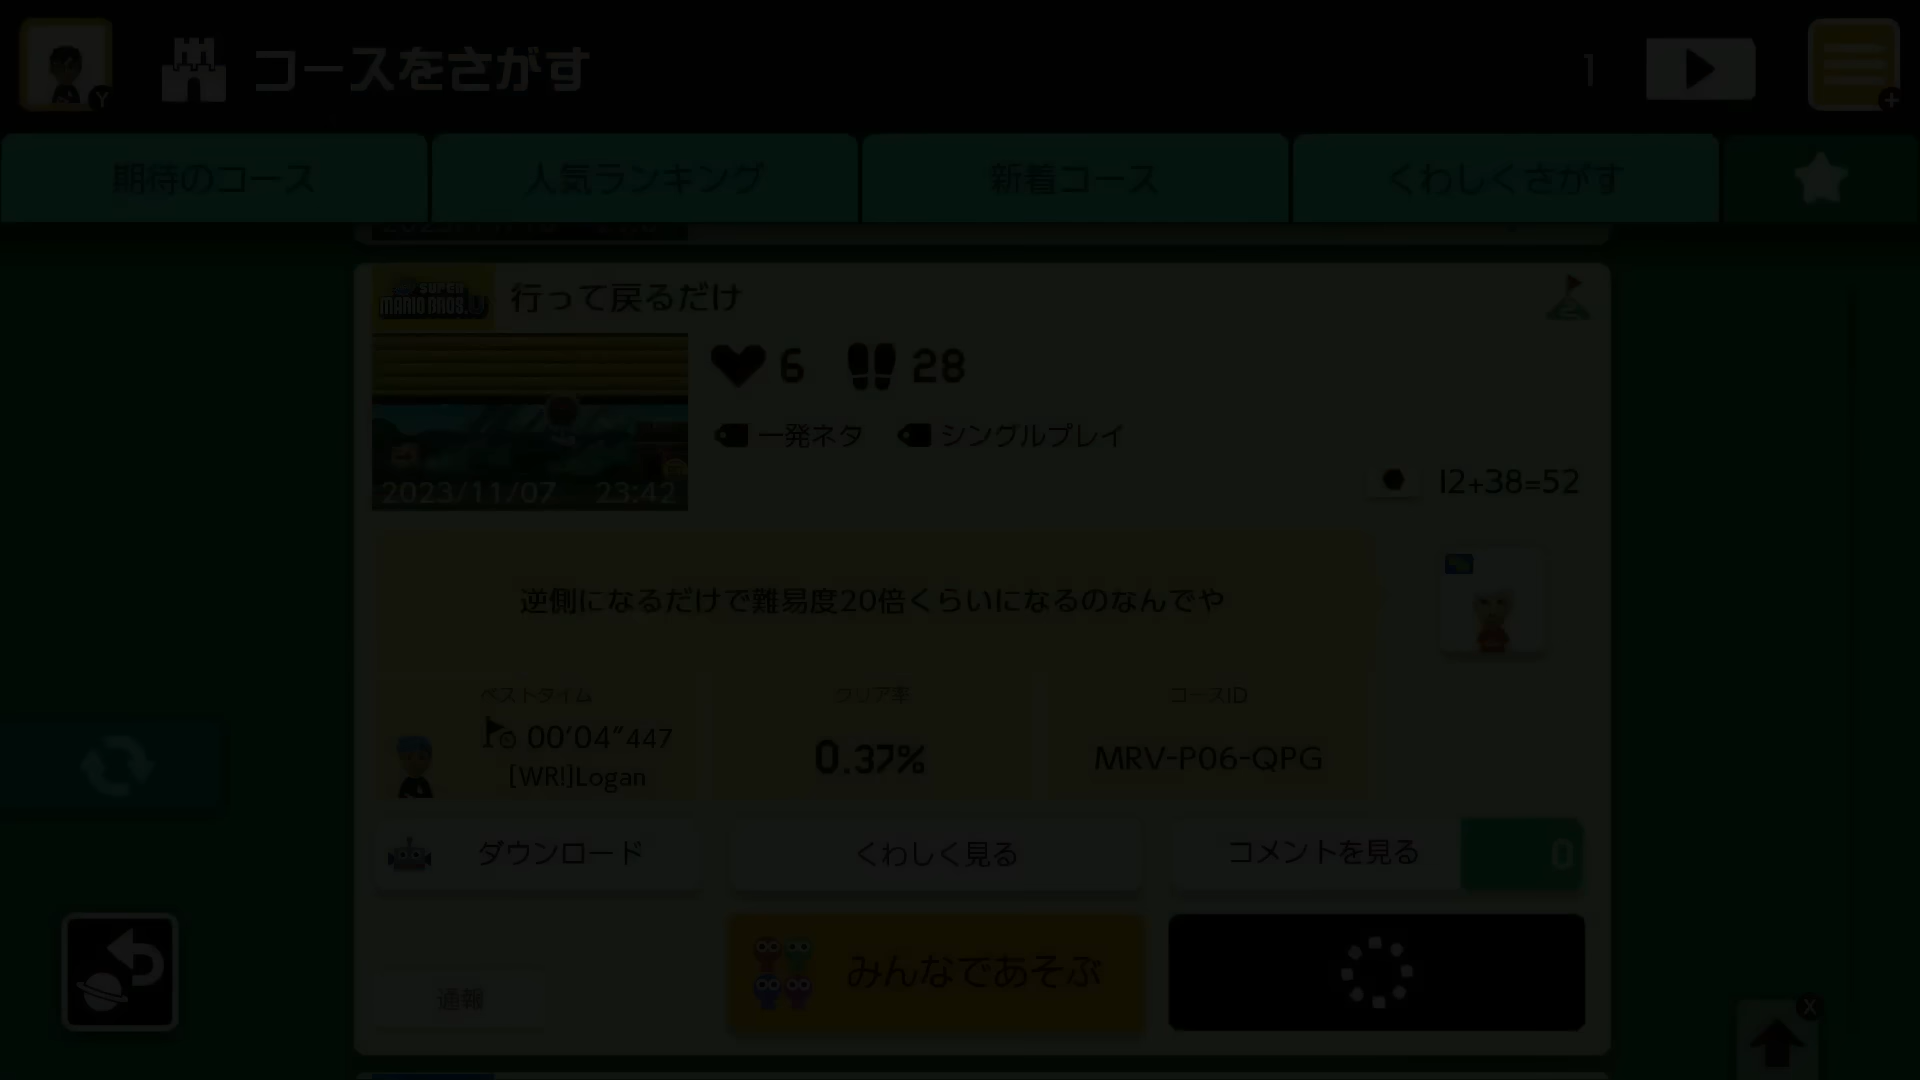 コースをさがす
1
Y
+
期待のコース
人気ランキング
新着コース
くわしくさがす
SUPER
MARIO BROS.U
行って戻るだけ
6
28
一発ネタ
シングルプレイ
2023/11/07 23:42
12+38=52
逆側になるだけで難易度20倍くらいになるのなんでや
ベストタイム
00'04"447
[WR!]Logan
クリア率
0.37%
コースID
MRV-P06-QPG
ダウンロード
くわしく見る
コメントを見る
0
通報
みんなであそぶ
X